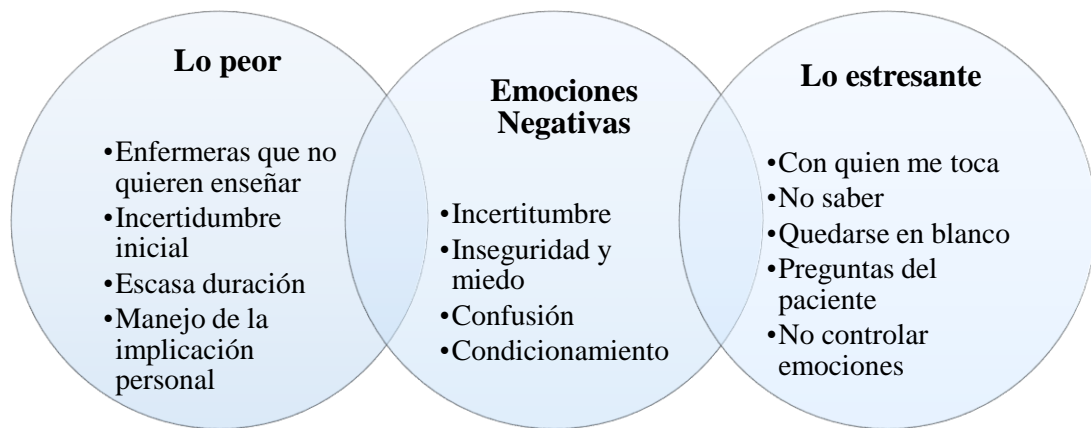 Lo peor
•Enfermeras que no
quieren enseñar
•Incertidumbre
inicial
•Escasa duración
•Manejo de la
implicación
personal
Emociones
Negativas
•Incertitumbre
•Inseguridad y
miedo
•Confusión
•Condicionamiento
Lo estresante
•Con quien me toca
•No saber
•Quedarse en blanco
•Preguntas del
paciente
•No controlar
emociones